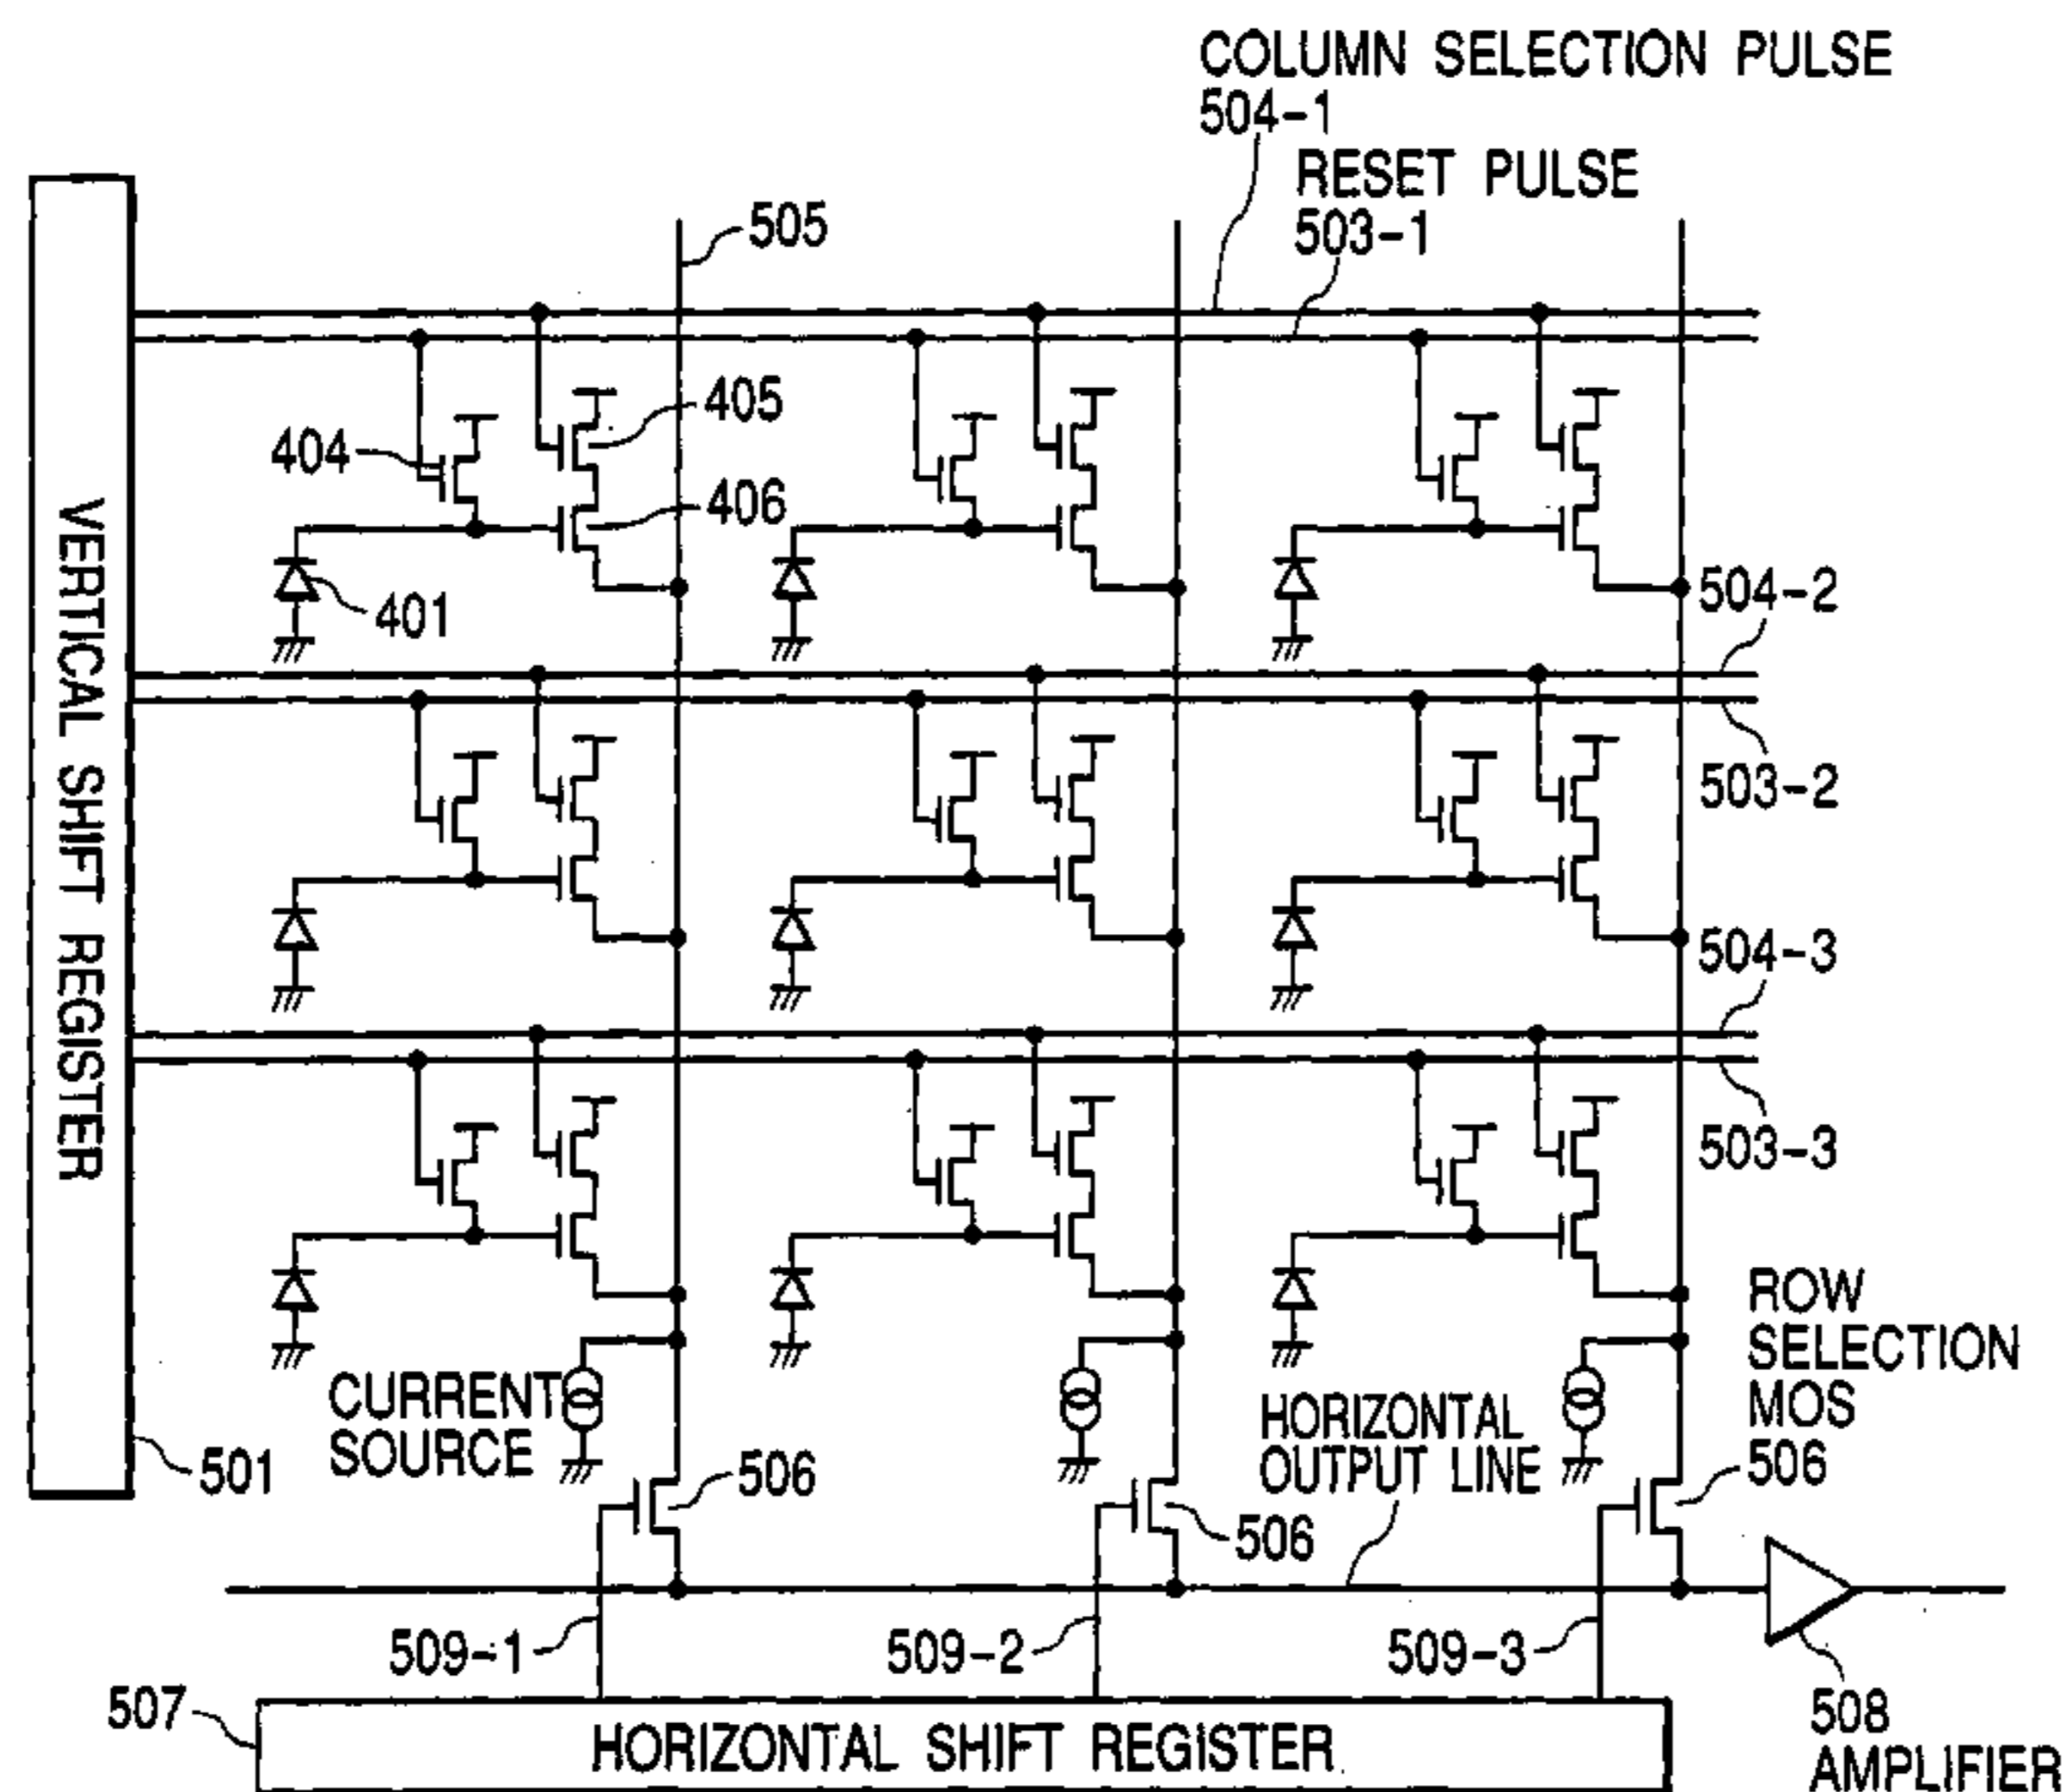 COLUMN SELECTION PULSE
504-1
RESET PULSE
503-1
505
405
404
406
401
504-2
503-2
504-3
503-3
VERTICAL SHIFT REGISTER
501
CURRENT
SOURCE
506
506
HORIZONTAL
OUTPUT LINE
ROW
SELECTION
MOS
506
509-1
509-2
509-3
507
HORIZONTAL SHIFT REGISTER
508
AMPLIFIER